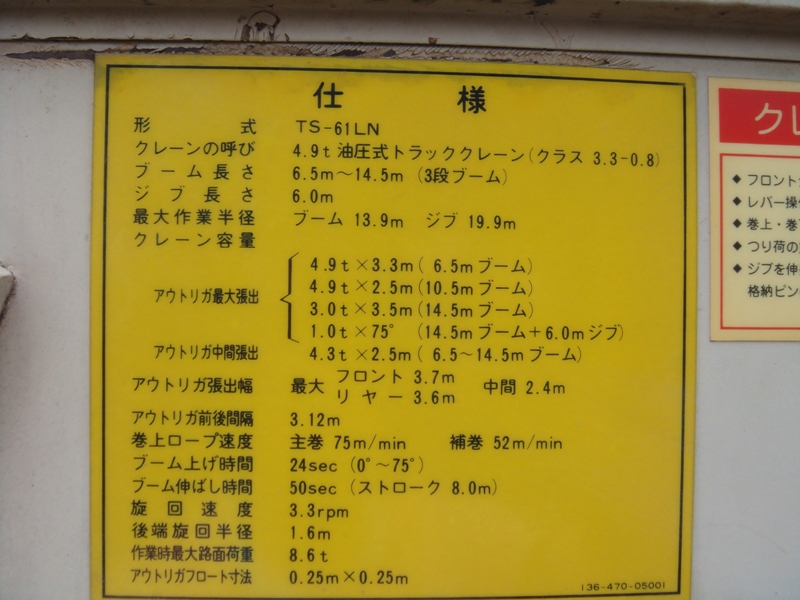 仕様
形式 TS-61LN
クレーンの呼び 4.9t 油圧式トラッククレーン(クラス 3.3-0.8)
ブーム長さ 6.5m～14.5m (3段ブーム)
ジブ長さ 6.0m
最大作業半径 ブーム 13.9m ジブ 19.9m
クレーン容量
アウトリガ最大張出
4.9t×3.3m( 6.5mブーム)
4.9t×2.5m(10.5mブーム)
3.0t×3.5m(14.5mブーム)
1.0t×75° (14.5mブーム+6.0mジブ)
アウトリガ中間張出 4.3t×2.5m( 6.5～14.5mブーム)
アウトリガ張出幅 最大 フロント 3.7m リヤー 3.6m 中間 2.4m
アウトリガ前後間隔 3.12m
巻上ロープ速度 主巻 75m/min 補巻 52m/min
ブーム上げ時間 24sec (0°～75°)
ブーム伸ばし時間 50sec (ストローク 8.0m)
旋回速度 3.3rpm
後端旋回半径 1.6m
作業時最大路面荷重 8.6t
アウトリガフロート寸法 0.25m×0.25m
136-470-05001
ク
◆ フロント
◆ レバー操
◆ 巻上・巻
◆ つり荷の
◆ ジブを伸
格納ピン